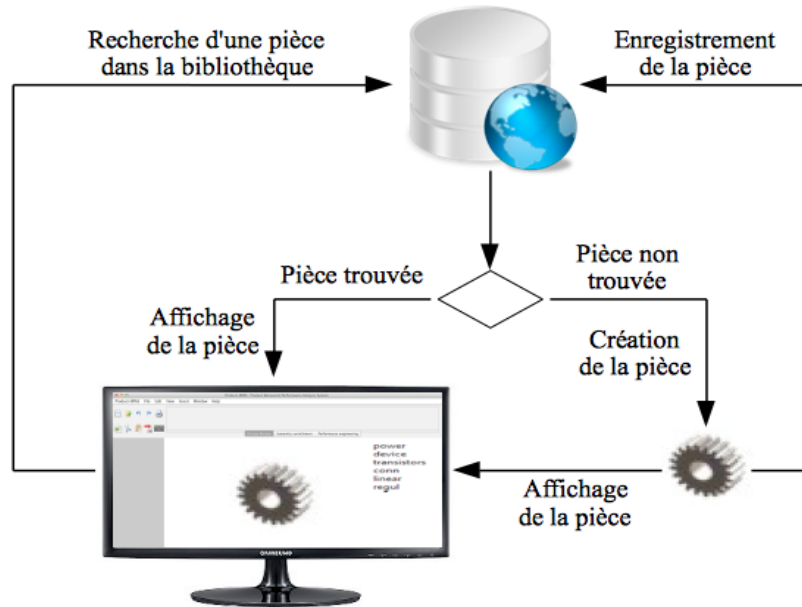 Recherche d'une pièce
dans la bibliothèque
Enregistrement
de la pièce
Pièce trouvée
Pièce non
trouvée
Affichage
de la pièce
Création
de la pièce
power
device
transistors
conn
linear
regul
Affichage
de la pièce
SAMSUNG